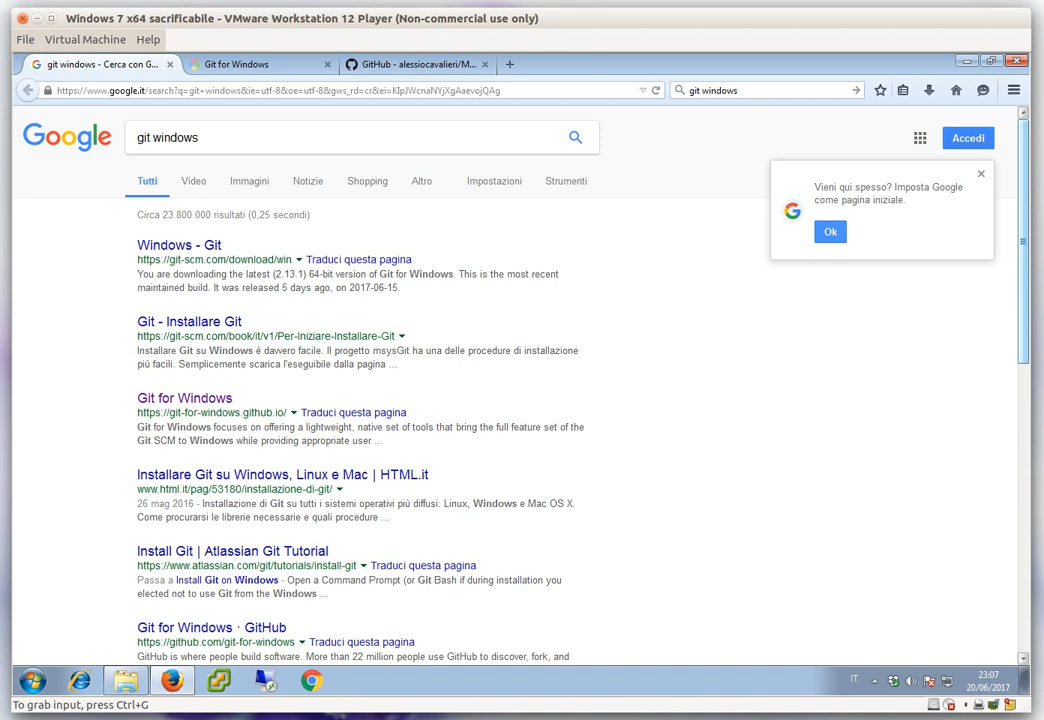 Windows 7 x64 sacrificabile - VMware Workstation 12 Player (Non-commercial use only)
File Virtual Machine Help
git windows - Cerca con G... Git for Windows GitHub - alessiocavalieri/M...
https://www.google.it/search?q=git+windows&ie=utf-8&oe=utf-8&gws_rd=cr&ei=KIpJWcnaNYjXgAaevojQAg git windows
Google git windows Accedi
Tutti Video Immagini Notizie Shopping Altro Impostazioni Strumenti
Vieni qui spesso? Imposta Google
come pagina iniziale.
Ok
Circa 23.800.000 risultati (0,25 secondi)
Windows - Git
https://git-scm.com/download/win Traduci questa pagina
You are downloading the latest (2.13.1) 64-bit version of Git for Windows. This is the most recent
maintained build. It was released 5 days ago, on 2017-06-15.
Git - Installare Git
https://git-scm.com/book/it/v1/Per-Iniziare-Installare-Git
Installare Git su Windows è davvero facile. Il progetto msysGit ha una delle procedure di installazione
più facili. Semplicemente scarica l'eseguibile dalla pagina ...
Git for Windows
https://git-for-windows.github.io/ Traduci questa pagina
Git for Windows focuses on offering a lightweight, native set of tools that bring the full feature set of the
Git SCM to Windows while providing appropriate user ...
Installare Git su Windows, Linux e Mac | HTML.it
www.html.it/pag/53180/installazione-di-git/
26 mag 2016 - Installazione di Git su tutti i sistemi operativi più diffusi: Linux, Windows e Mac OS X.
Come procurarsi le librerie necessarie e quali procedure ...
Install Git | Atlassian Git Tutorial
https://www.atlassian.com/git/tutorials/install-git Traduci questa pagina
Passa a Install Git on Windows - Open a Command Prompt (or Git Bash if during installation you
elected not to use Git from the Windows ...
Git for Windows · GitHub
https://github.com/git-for-windows Traduci questa pagina
GitHub is where people build software. More than 22 million people use GitHub to discover, fork, and
IT 23:07
20/06/2017
To grab input, press Ctrl+G